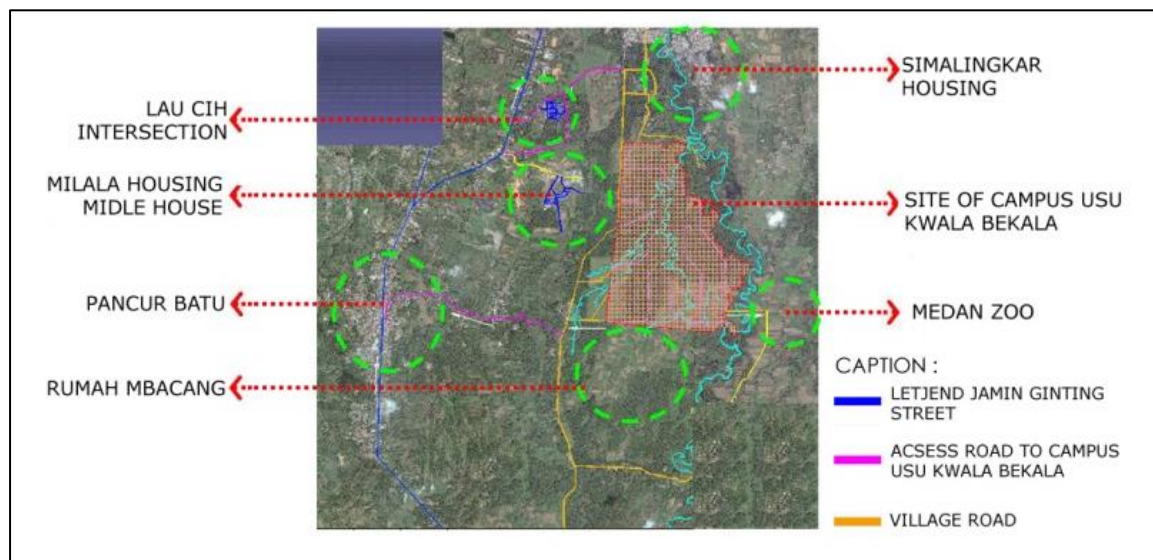 LAU CIH
INTERSECTION
MILALA HOUSING
MIDLE HOUSE
PANCUR BATU
RUMAH MBACANG
SIMALINGKAR
HOUSING
SITE OF CAMPUS USU
KWALA BEKALA
MEDAN ZOO
CAPTION :
LETJEND JAMIN GINTING
STREET
ACSESS ROAD TO CAMPUS
USU KWALA BEKALA
VILLAGE ROAD